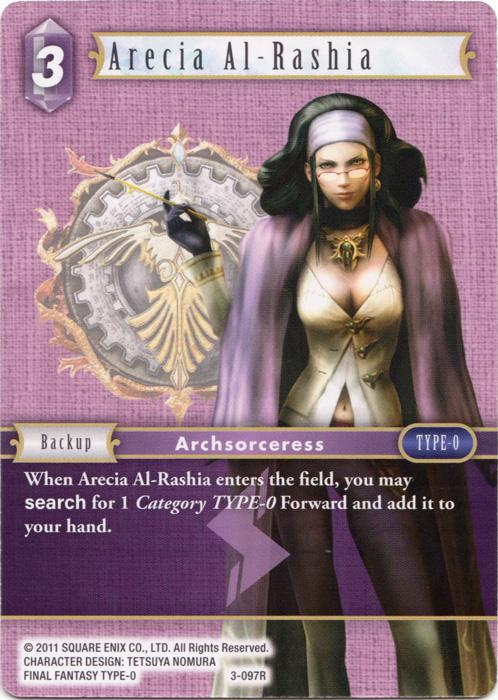 3
Arecia Al-Rashia
Backup
Archsorceress
TYPE-0
When Arecia Al-Rashia enters the field, you may
search for 1 Category TYPE-0 Forward and add it to
your hand.
© 2011 SQUARE ENIX CO., LTD. All Rights Reserved.
CHARACTER DESIGN: TETSUYA NOMURA
FINAL FANTASY TYPE-0
3-097R